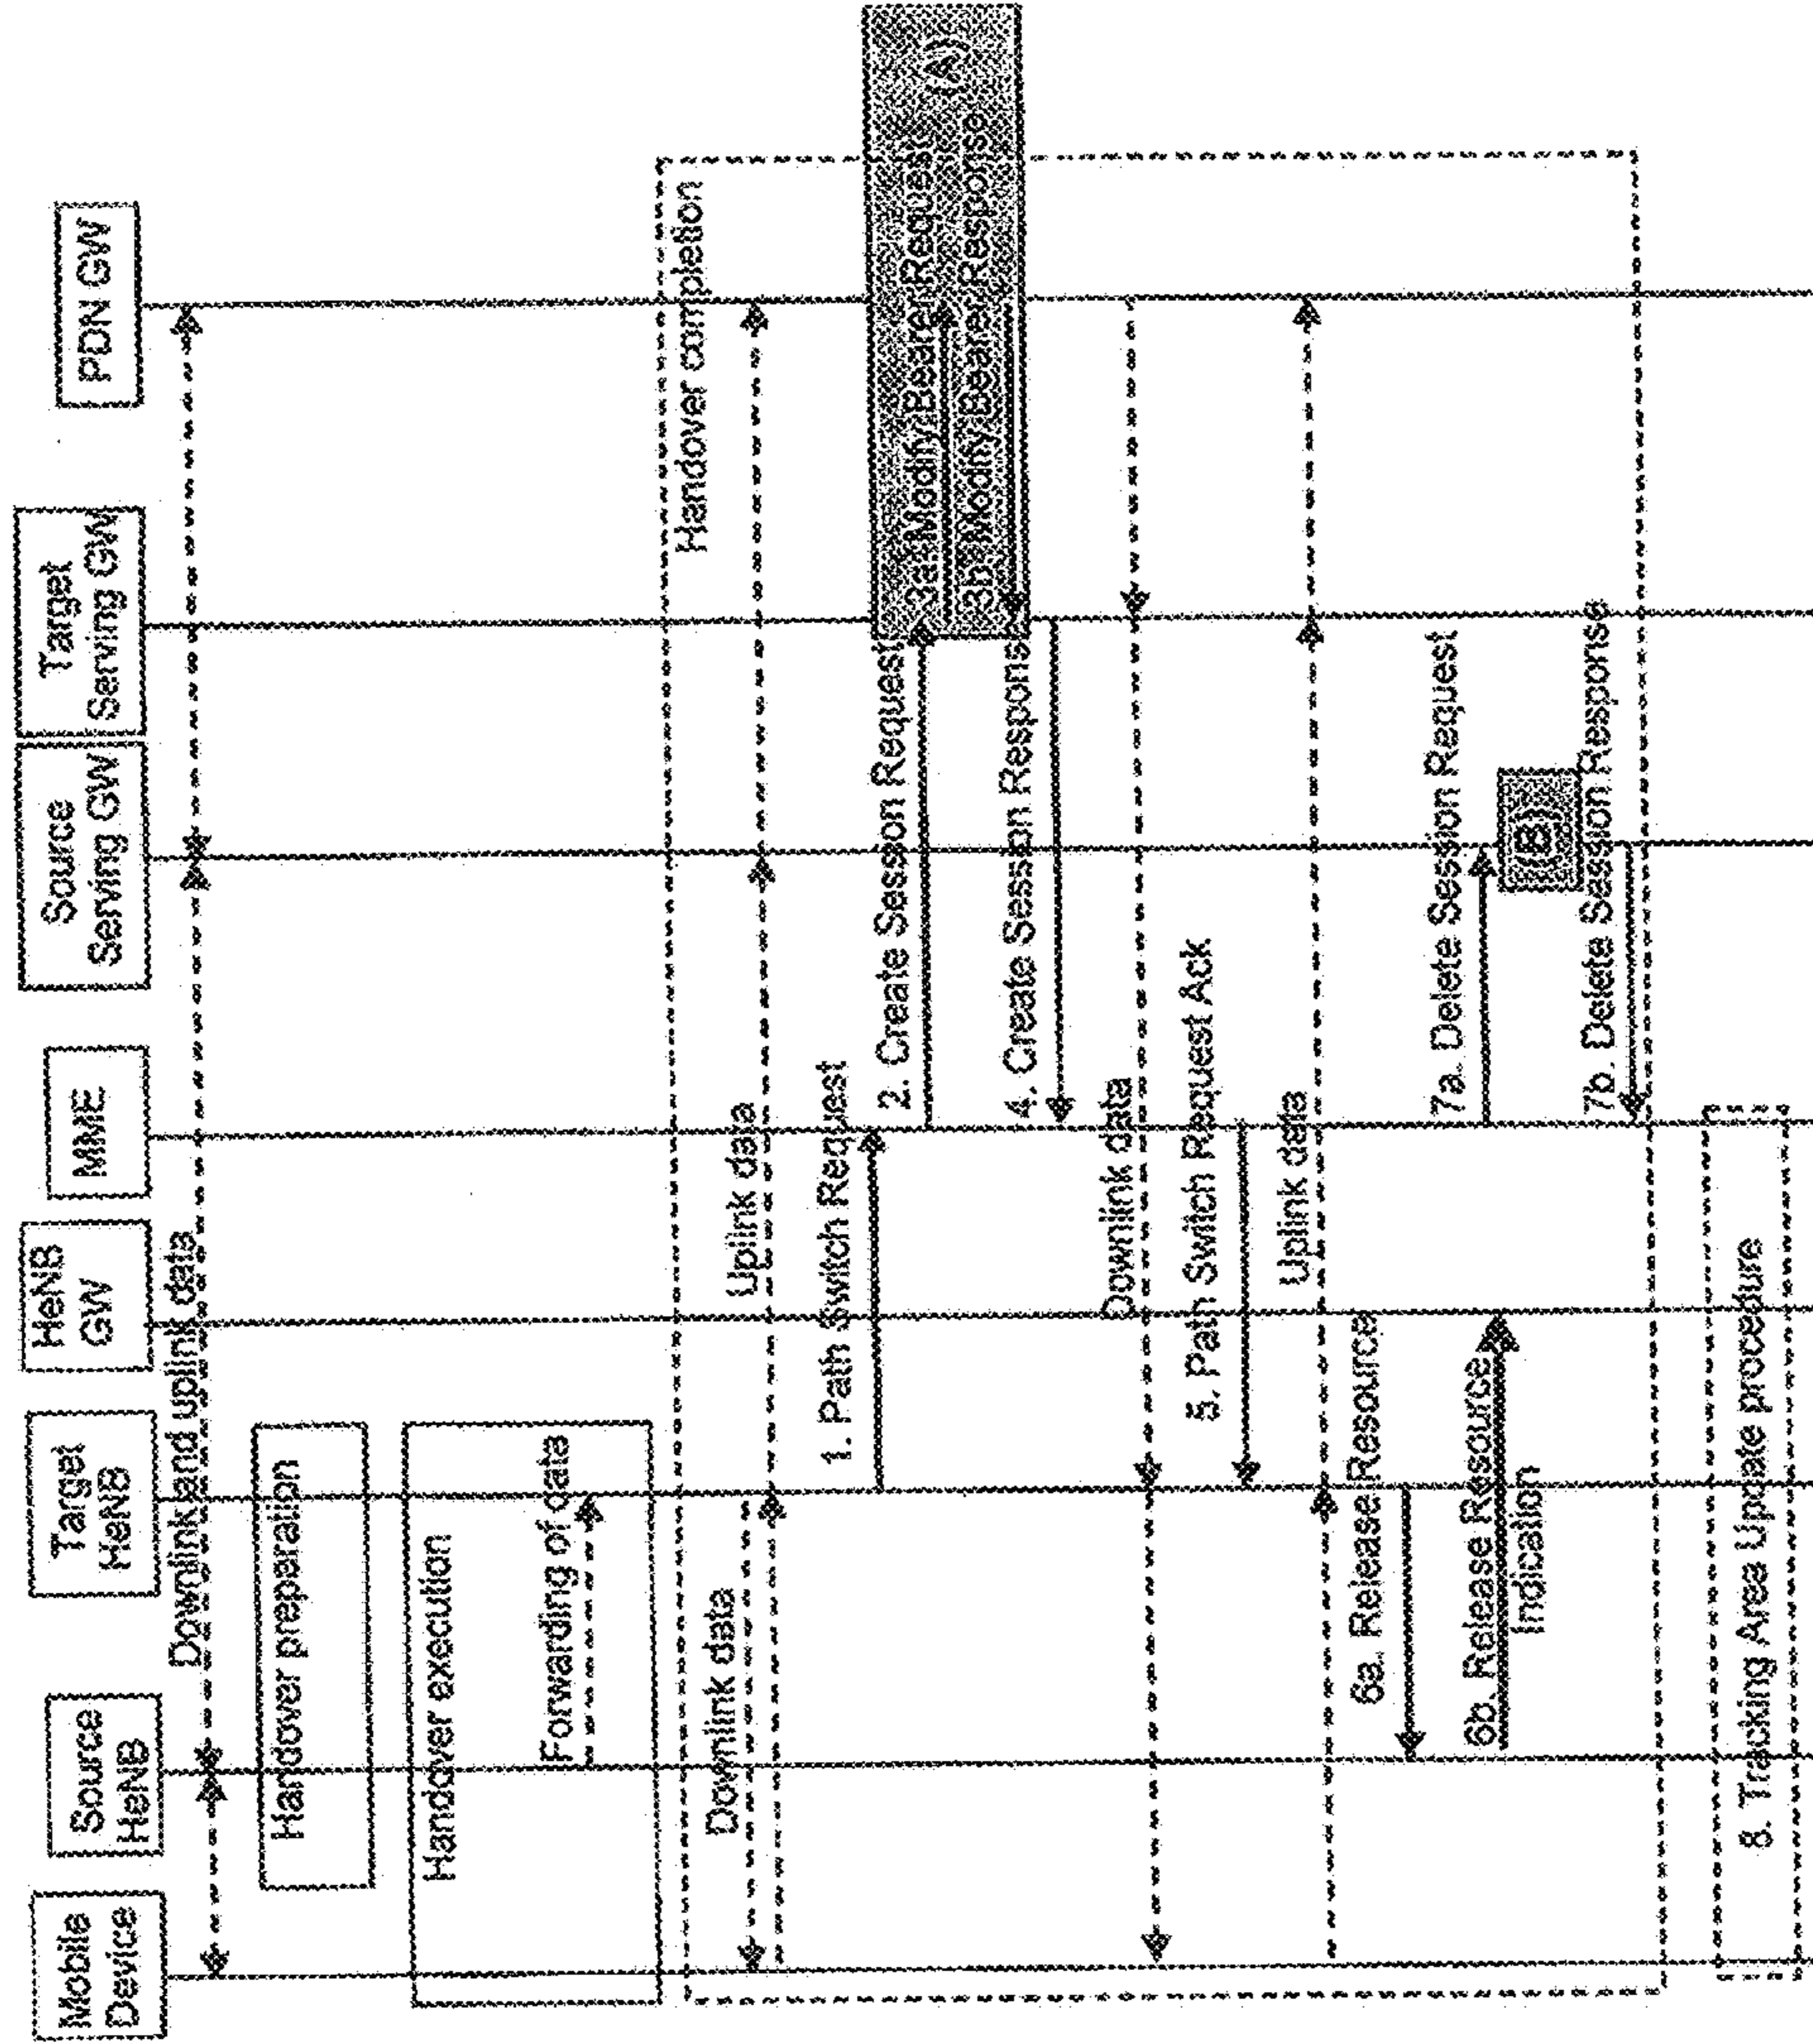 Mobile
Device
Source
HeNB
Target
HeNB
HeNB
GW
MME
Source
Serving GW
Target
Serving GW
PDN GW
Downlink and uplink data
Handover preparation
Handover execution
Forwarding of data
Handover completion
Downlink data
Uplink data
1. Path Switch Request
2. Create Session Request
3a. Modify Bearer Request
(A)
3b. Modify Bearer Response
4. Create Session Response
Downlink data
5. Path Switch Request Ack
Uplink data
6a. Release Resource
6b. Release Resource
Indication
7a. Delete Session Request
(B)
7b. Delete Session Response
8. Tracking Area Update procedure